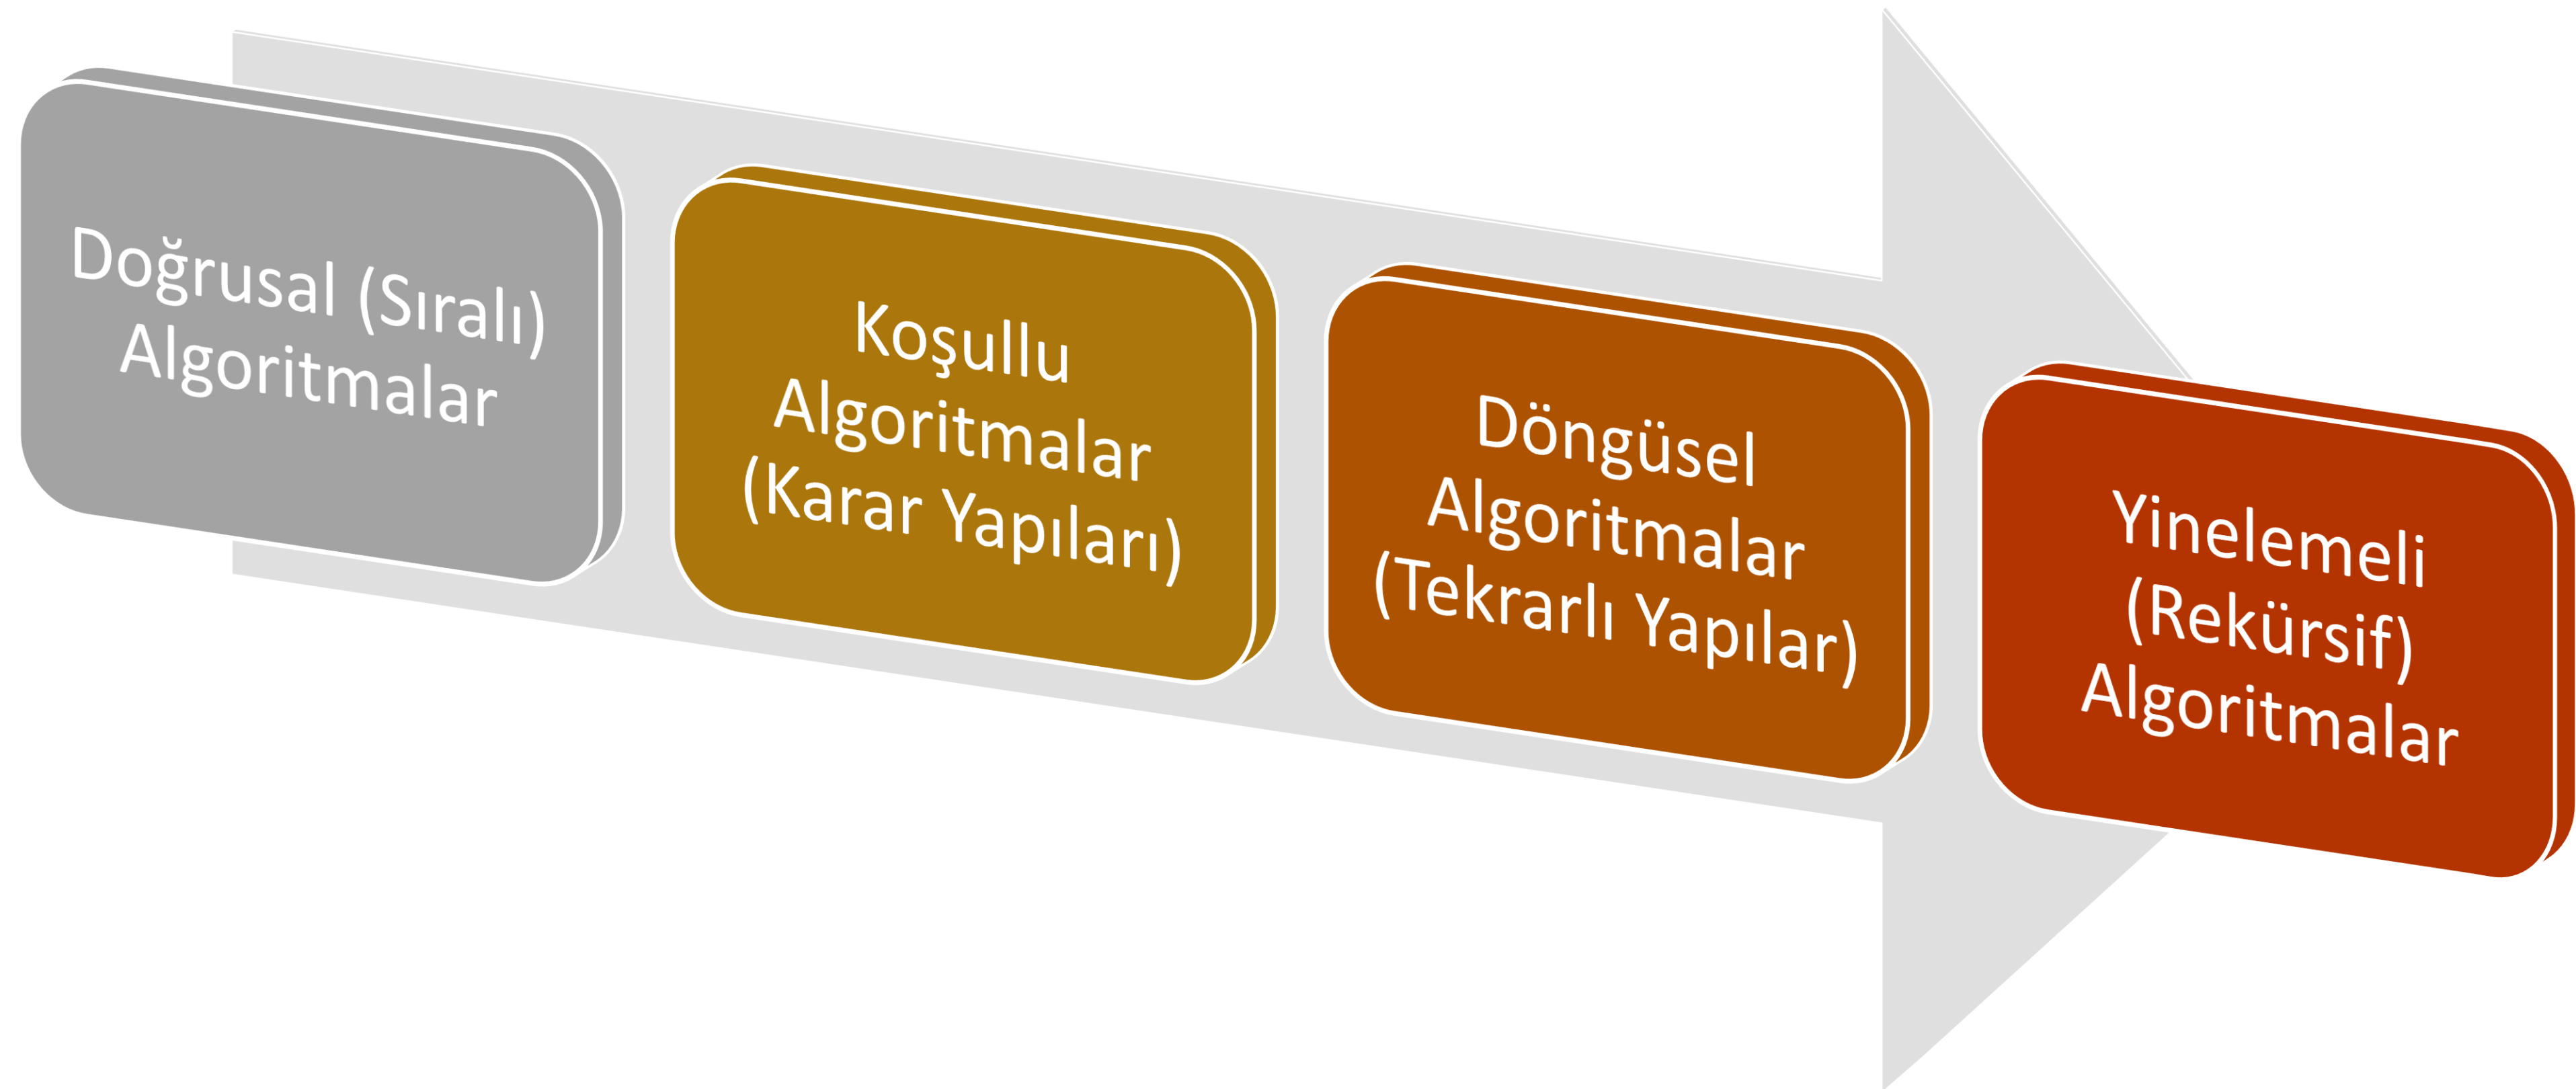 Doğrusal (Sıralı)
Algoritmalar
Koşullu
Algoritmalar
(Karar Yapıları)
Döngüsel
Algoritmalar
(Tekrarlı Yapılar)
Yinelemeli
(Rekürsif)
Algoritmalar